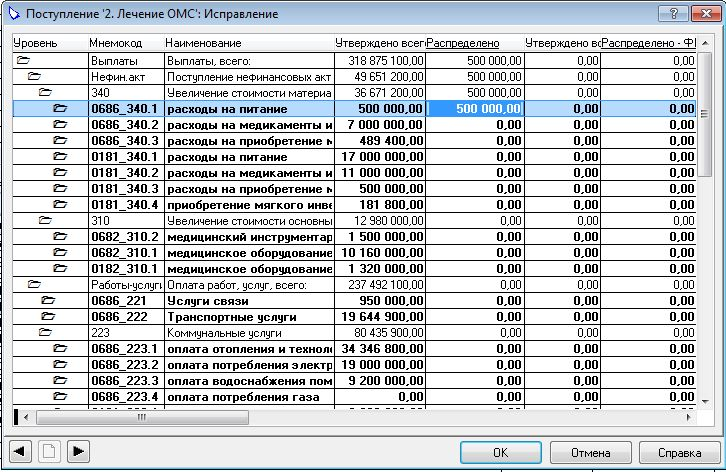 Поступление '2. Лечение ОМС': Исправление
Уровень Мнемокод Наименование Утверждено всего Распределено Утверждено вс Распределено - Ф
Выплаты Выплаты, всего: 318 875 100,00 500 000,00 0,00 0,00
Нефин.акт Поступление нефинансовых акт 49 651 200,00 500 000,00 0,00 0,00
340 Увеличение стоимости материа 36 671 200,00 500 000,00 0,00 0,00
0686_340.1 расходы на питание 500 000,00 500 000,00 0,00 0,00
0686_340.2 расходы на медикаменты и 7 000 000,00 0,00 0,00 0,00
0686_340.3 расходы на приобретение м 489 400,00 0,00 0,00 0,00
0181_340.1 расходы на питание 17 000 000,00 0,00 0,00 0,00
0181_340.2 расходы на медикаменты и 11 000 000,00 0,00 0,00 0,00
0181_340.3 расходы на приобретение м 500 000,00 0,00 0,00 0,00
0181_340.4 приобретение мягкого инве 181 800,00 0,00 0,00 0,00
310 Увеличение стоимости основны 12 980 000,00 0,00 0,00 0,00
0682_310.2 медицинский инструментар 1 500 000,00 0,00 0,00 0,00
0682_310.1 медицинское оборудование 10 160 000,00 0,00 0,00 0,00
0182_310.1 медицинское оборудование 1 320 000,00 0,00 0,00 0,00
Работы-услуги Оплата работ, услуг, всего: 237 492 100,00 0,00 0,00 0,00
0686_221 Услуги связи 950 000,00 0,00 0,00 0,00
0686_222 Транспортные услуги 19 644 900,00 0,00 0,00 0,00
223 Коммунальные услуги 80 435 900,00 0,00 0,00 0,00
0686_223.1 оплата отопления и техноло 34 346 800,00 0,00 0,00 0,00
0686_223.2 оплата потребления электр 19 000 000,00 0,00 0,00 0,00
0686_223.3 оплата водоснабжения пом 9 200 000,00 0,00 0,00 0,00
0686_223.4 оплата потребления газа 0,00 0,00 0,00 0,00
OK Отмена Справка